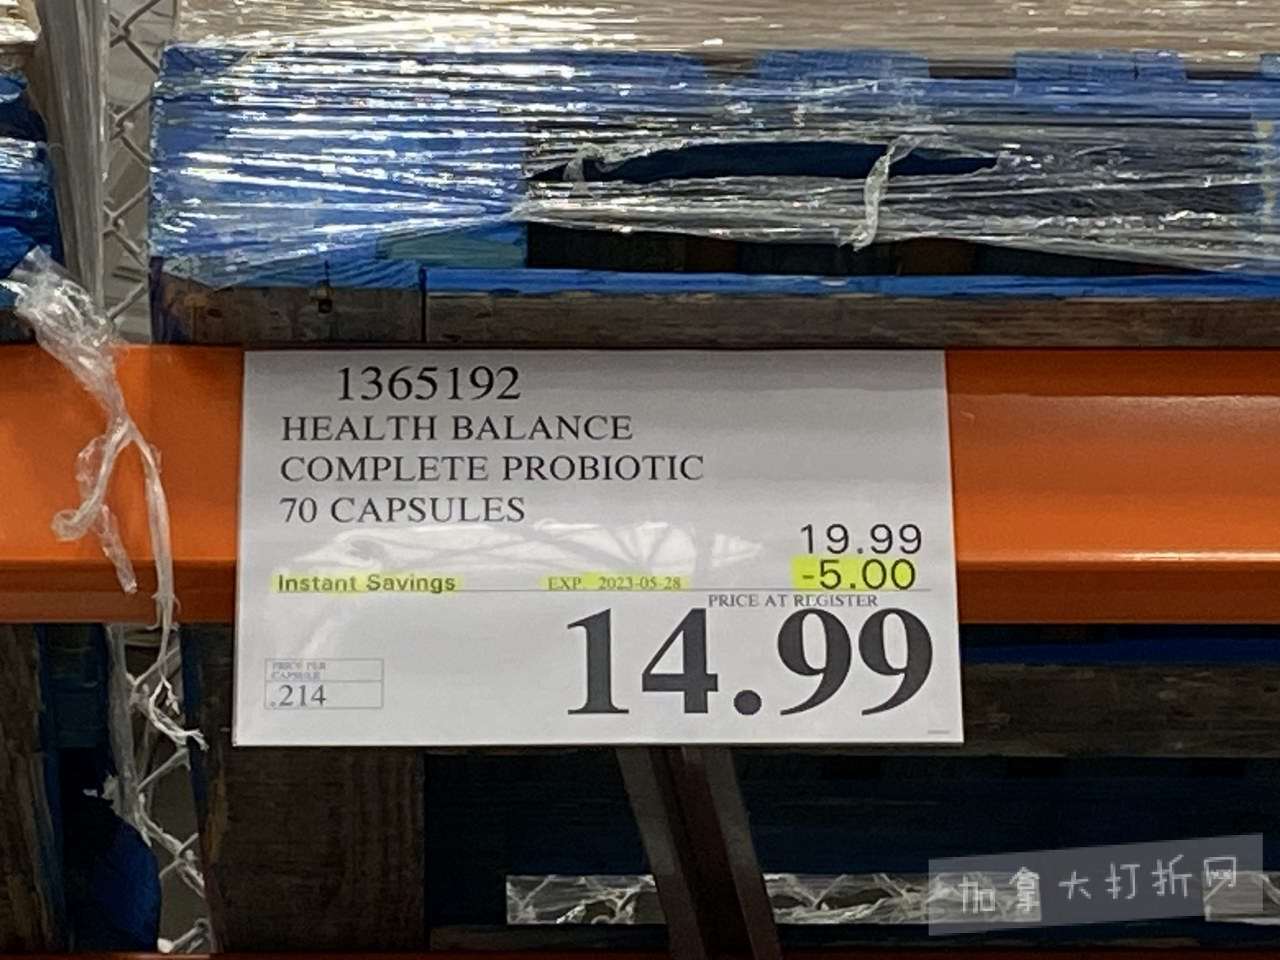 1365192
HEALTH BALANCE
COMPLETE PROBIOTIC
70 CAPSULES
19.99
Instant Savings EXP. 2023-05-28 -5.00
PRICE AT REGISTER
14.99
PRICE PER
CAPSULE
.214
加拿大打折网